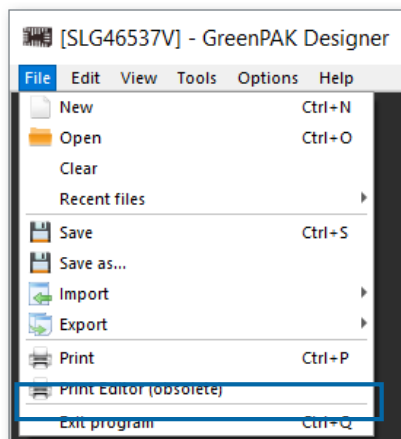 [SLG46537V] - GreenPAK Designer
File Edit View Tools Options Help
New Ctrl+N
Open Ctrl+O
Clear
Recent files
Save Ctrl+S
Save as...
Import
Export
Print Ctrl+P
Print Editor (obsolete)
Exit program Ctrl+Q